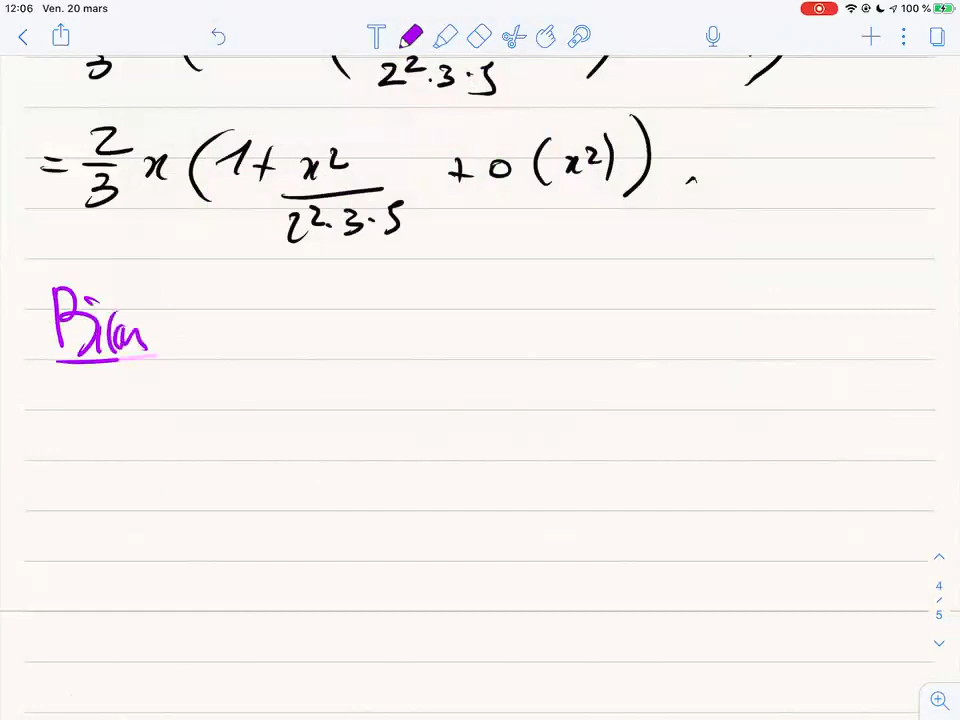 12:06 Ven. 20 mars 100 %
3 ( ( 2² · 3 · 5 ) )
= 2/3 x ( 1 + x²/(2² · 3 · 5) + o (x²) )
Bilan
4
/
5